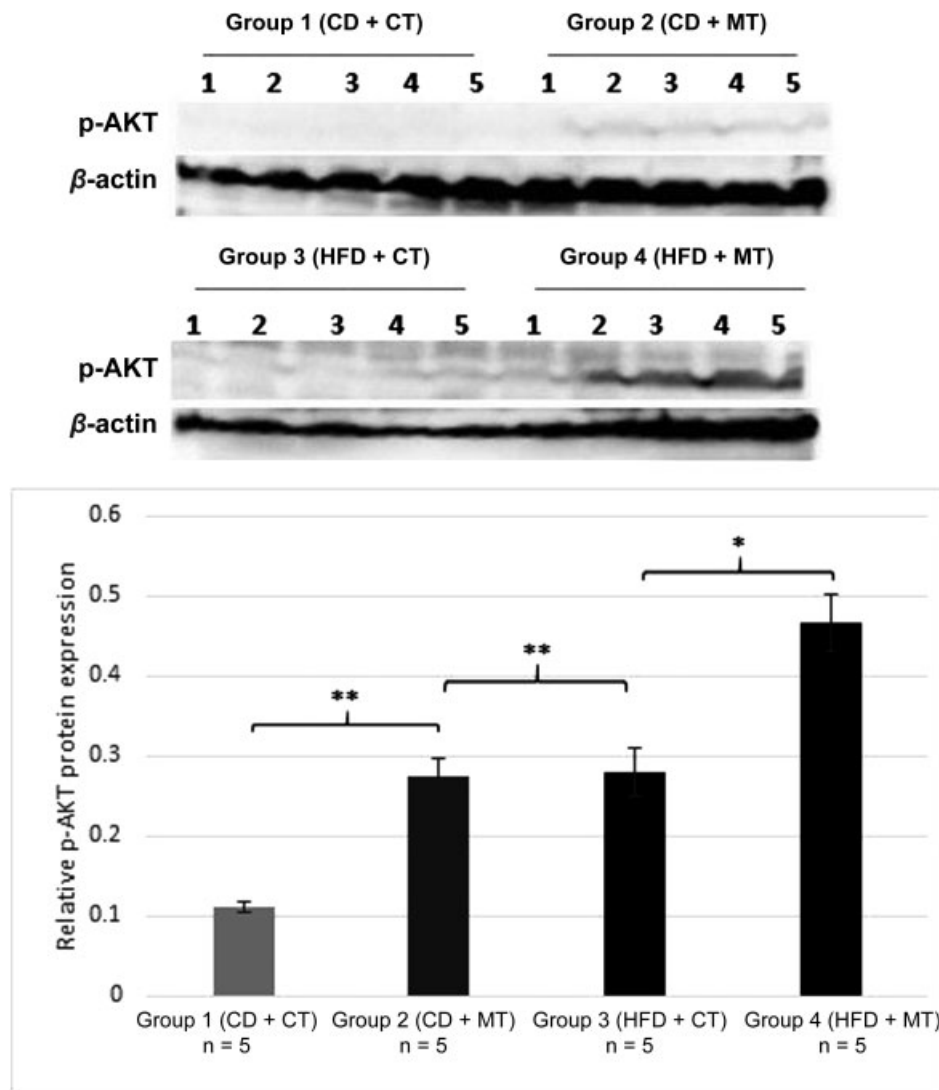 Group 1 (CD + CT) Group 2 (CD + MT)
1 2 3 4 5 1 2 3 4 5
p-AKT
β-actin
Group 3 (HFD + CT) Group 4 (HFD + MT)
1 2 3 4 5 1 2 3 4 5
p-AKT
β-actin
Relative p-AKT protein expression
0.6
0.5
0.4
0.3
0.2
0.1
0
**
**
*
Group 1 (CD + CT) Group 2 (CD + MT) Group 3 (HFD + CT) Group 4 (HFD + MT)
n = 5 n = 5 n = 5 n = 5